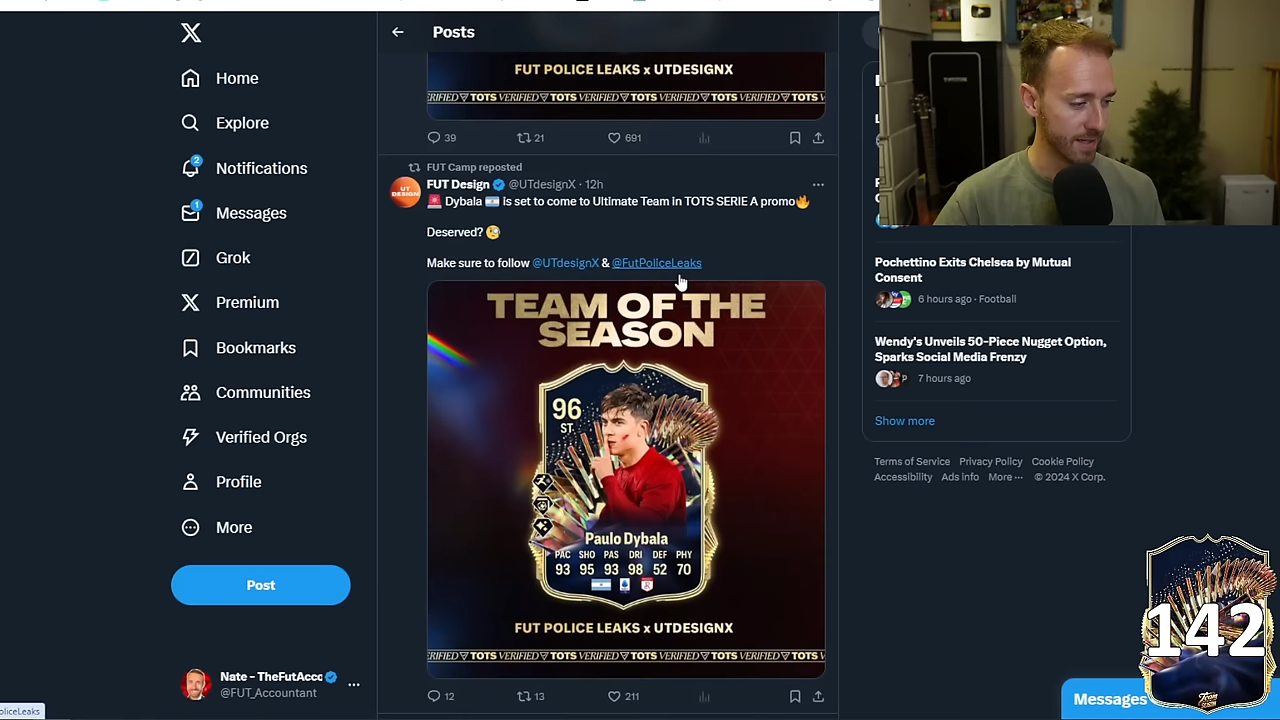 Posts
Home
Explore
2
Notifications
1
Messages
Grok
Premium
Bookmarks
Communities
Verified Orgs
Profile
More
Post
Nate - TheFutAcc
@FUT_Accountant
oliceLeaks
FUT POLICE LEAKS x UTDESIGNX
VERIFIED TOTS VERIFIED TOTS VERIFIED TOTS VERIFIED TOTS
39
21
691
FUT Camp reposted
UT DESIGN
FUT Design @UTdesignX · 12h
🚨 Dybala 🇦🇷 is set to come to Ultimate Team in TOTS SERIE A promo🔥
Deserved? 🧐
Make sure to follow @UTdesignX & @FutPoliceLeaks
TEAM OF THE
SEASON
96
ST
Paulo Dybala
PAC SHO PAS DRI DEF PHY
93 95 93 98 52 70
FUT POLICE LEAKS x UTDESIGNX
TOTS VERIFIED TOTS VERIFIED TOTS VERIFIED TOTS
12
13
211
Pochettino Exits Chelsea by Mutual
Consent
6 hours ago · Football
Wendy's Unveils 50-Piece Nugget Option,
Sparks Social Media Frenzy
7 hours ago
Show more
Terms of Service Privacy Policy Cookie Policy
Accessibility Ads info More ··· © 2024 X Corp.
142
Messages